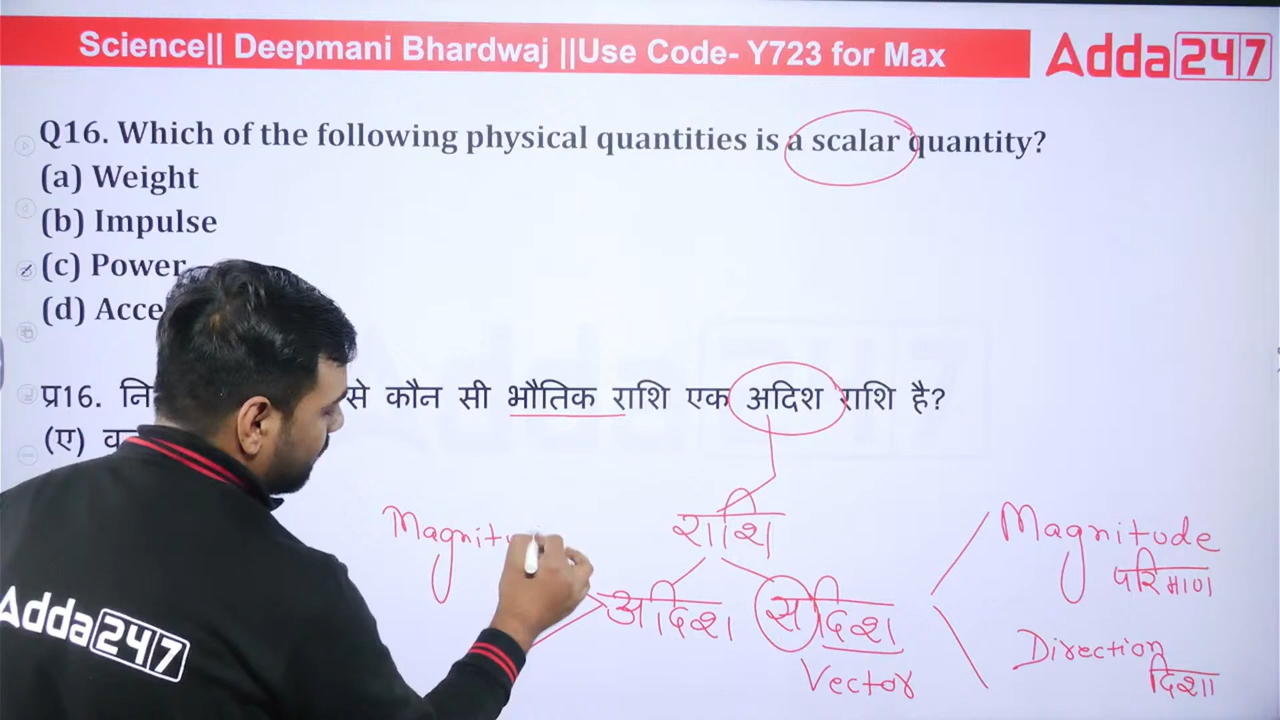 Science|| Deepmani Bhardwaj ||Use Code- Y723 for Max
Adda247
Q16. Which of the following physical quantities is a scalar quantity?
(a) Weight
(b) Impulse
(c) Power
(d) Acce
प्र16. नि से कौन सी भौतिक राशि एक अदिश राशि है?
(ए) व
राशि
अदिश सदिश
Vector
Magnitu
Magnitude
परिमाण
Direction
दिशा
Adda247